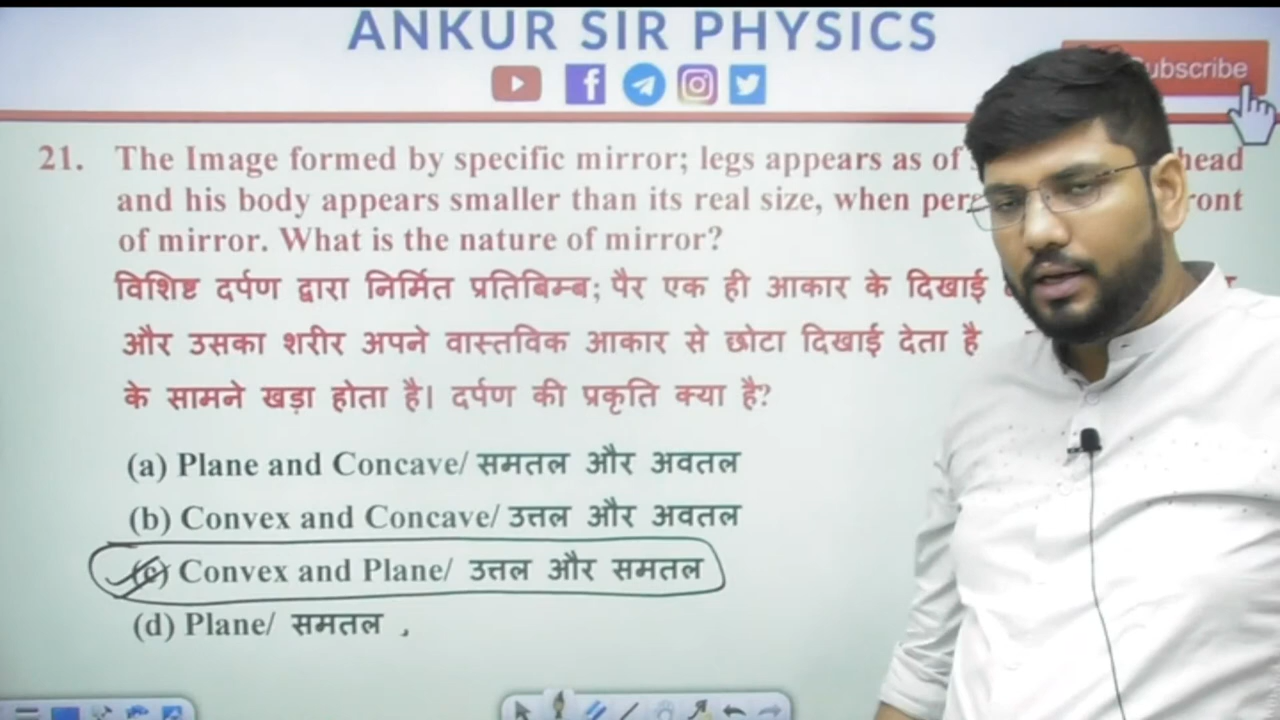 ANKUR SIR PHYSICS
ubscribe
21. The Image formed by specific mirror; legs appears as of head
and his body appears smaller than its real size, when
of mirror. What is the nature of mirror?
विशिष्ट दर्पण द्वारा निर्मित प्रतिबिम्ब; पैर एक ही आकार के दिखाई
और उसका शरीर अपने वास्तविक आकार से छोटा दिखाई देता है
के सामने खड़ा होता है। दर्पण की प्रकृति क्या है?
(a) Plane and Concave/ समतल और अवतल
(b) Convex and Concave/ उत्तल और अवतल
(c) Convex and Plane/ उत्तल और समतल
(d) Plane/ समतल ,